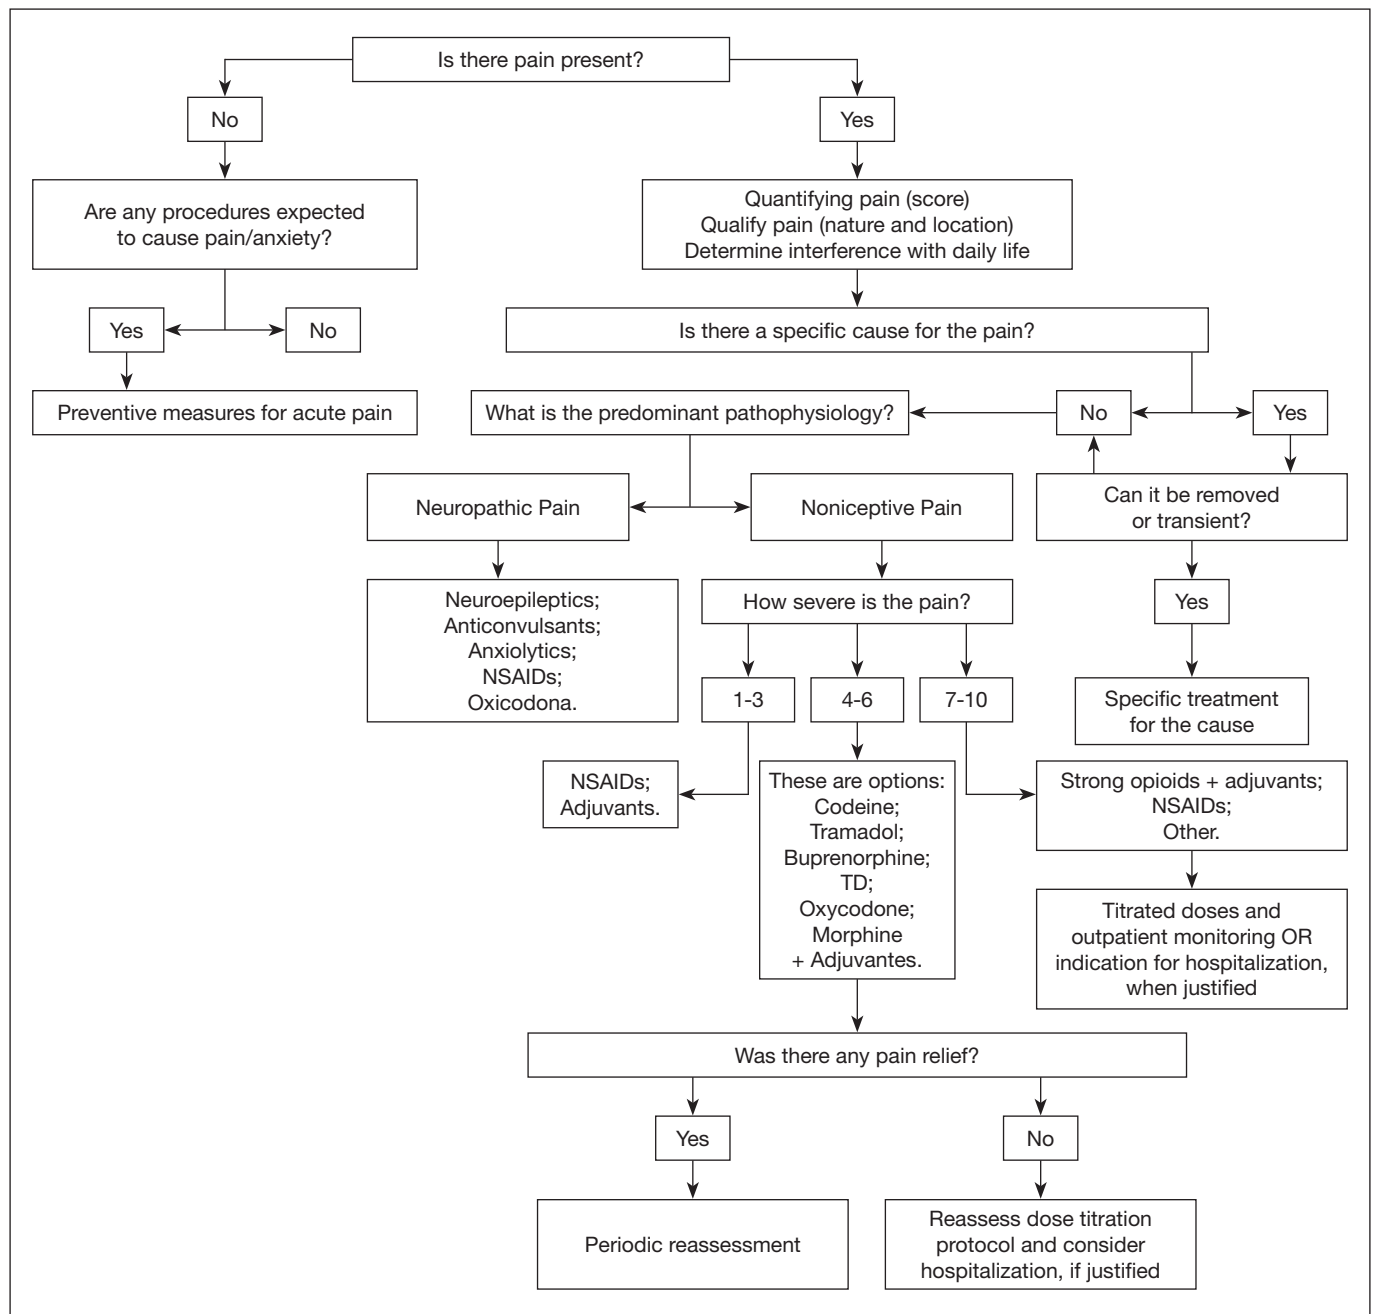 Is there pain present?
No
Yes
Are any procedures expected
to cause pain/anxiety?
Quantifying pain (score)
Qualify pain (nature and location)
Determine interference with daily life
Yes
No
Is there a specific cause for the pain?
Preventive measures for acute pain
What is the predominant pathophysiology?
No
Yes
Neuropathic Pain
Noniceptive Pain
Can it be removed
or transient?
Neuroepileptics;
Anticonvulsants;
Anxiolytics;
NSAIDs;
Oxicodona.
How severe is the pain?
Yes
1-3
4-6
7-10
Specific treatment
for the cause
NSAIDs;
Adjuvants.
These are options:
Codeine;
Tramadol;
Buprenorphine;
TD;
Oxycodone;
Morphine
+ Adjuvantes.
Strong opioids + adjuvants;
NSAIDs;
Other.
Titrated doses and
outpatient monitoring OR
indication for hospitalization,
when justified
Was there any pain relief?
Yes
No
Periodic reassessment
Reassess dose titration
protocol and consider
hospitalization, if justified